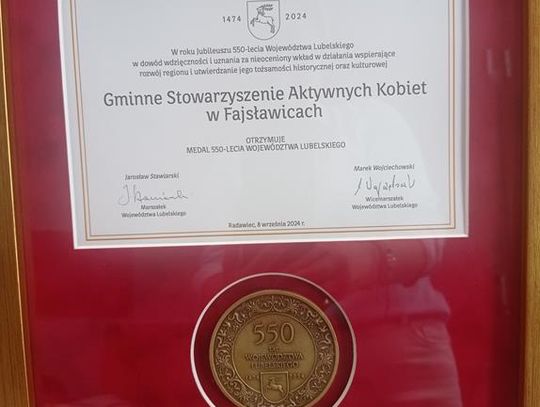 1474 2024
W roku Jubileuszu 550-lecia Województwa Lubelskiego
w dowód wdzięczności i uznania za nieoceniony wkład w działania wspierające
rozwój regionu i utwierdzanie jego tożsamości historycznej oraz kulturowej
Gminne Stowarzyszenie Aktywnych Kobiet
w Fajsławicach
OTRZYMUJE
MEDAL 550-LECIA WOJEWÓDZTWA LUBELSKIEGO
Jarosław Stawiarski
Marszałek
Województwa Lubelskiego
Marek Wojciechowski
Wicemarszałek
Województwa Lubelskiego
Radawiec, 8 września 2024 r.
550
LAT
WOJEWÓDZTWA
LUBELSKIEGO